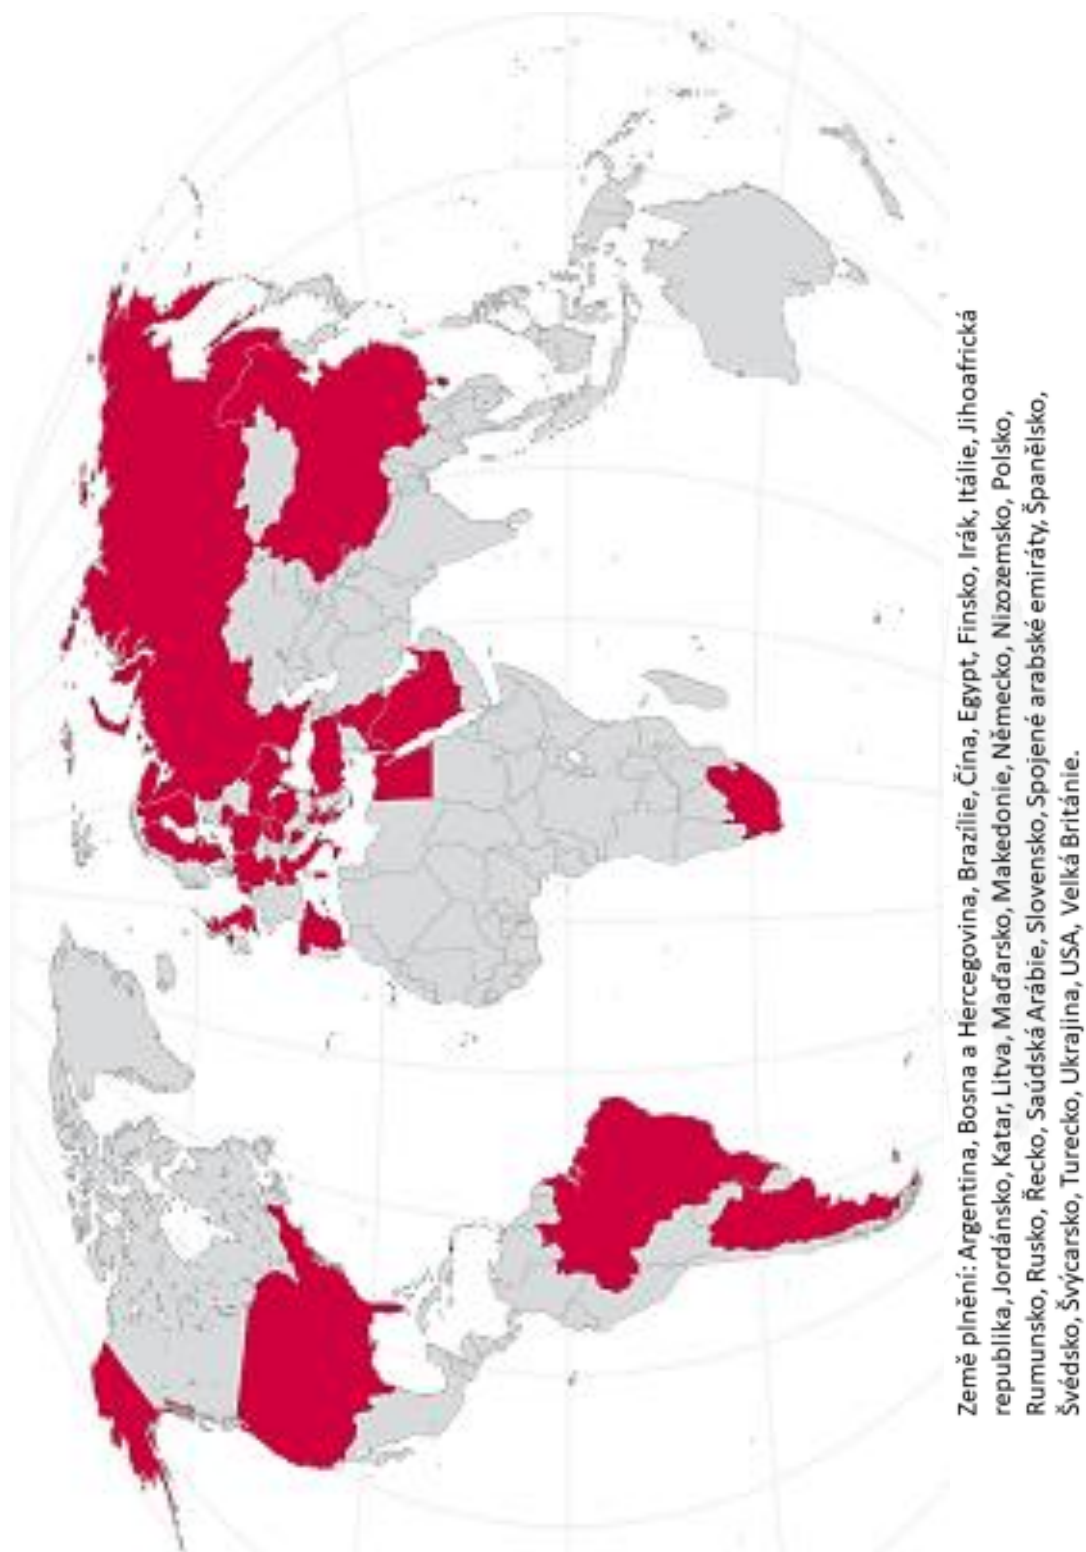 Země plnění: Argentina, Bosna a Hercegovina, Brazílie, Čína, Egypt, Finsko, Irák, Itálie, Jihoafrická
republika, Jordánsko, Katar, Litva, Maďarsko, Makedonie, Německo, Nizozemsko, Polsko,
Rumunsko, Rusko, Řecko, Saúdská Arábie, Slovensko, Spojené arabské emiráty, Španělsko,
Švédsko, Švýcarsko, Turecko, Ukrajina, USA, Velká Británie.